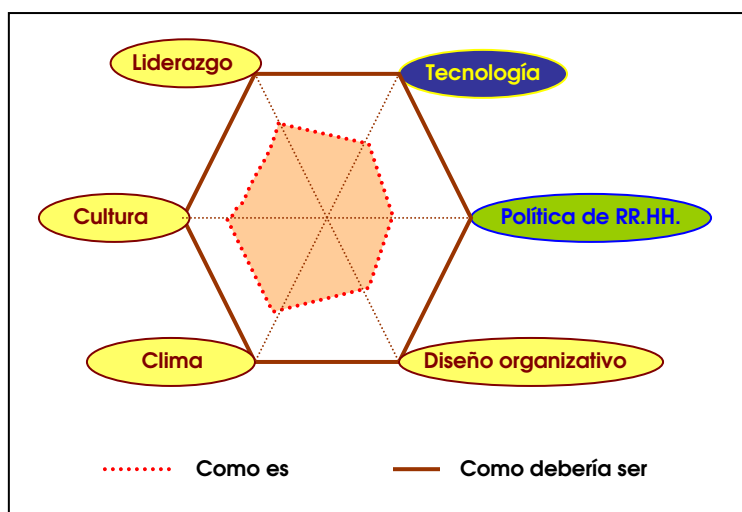 Liderazgo
Tecnología
Cultura
Política de RR.HH.
Clima
Diseño organizativo
Como es
Como debería ser